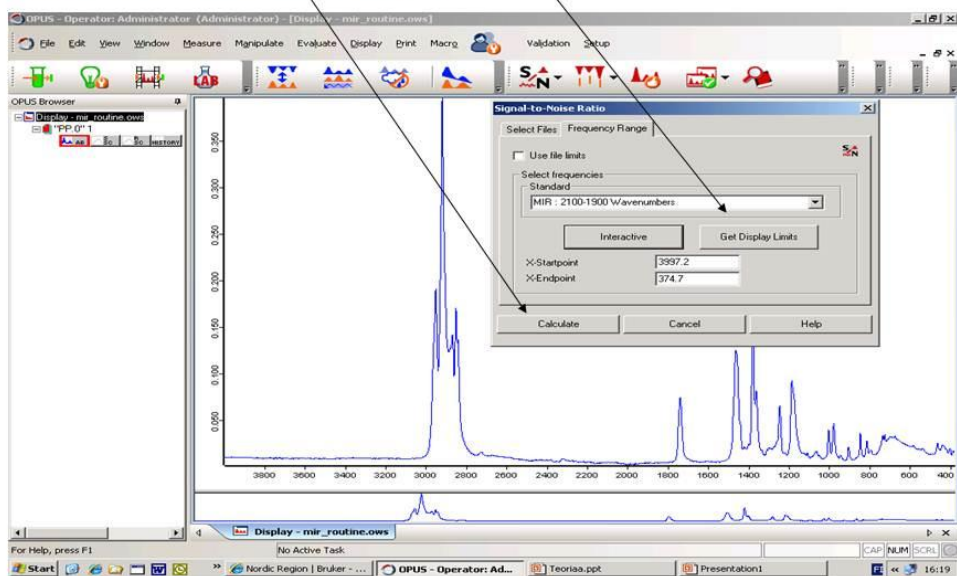 OPUS - Operator: Administrator (Administrator) - [Display - mir_routine.ows]
File Edit View Window Measure Manipulate Evaluate Display Print Macro Validation Setup
LAB
S/N
OPUS Browser
Display - mir_routine.ows
"PP.0" 1
AB
Sc
Sc
HISTORY
Signal-to-Noise Ratio
Select Files
Frequency Range
Use file limits
S/N
Select frequencies
Standard
MIR : 2100-1900 Wavenumbers
Interactive
Get Display Limits
X-Startpoint 3997.2
X-Endpoint 374.7
Calculate
Cancel
Help
0.350
0.300
0.250
0.200
0.150
0.100
0.050
3800 3600 3400 3200 3000 2800 2600 2400 2200 2000 1800 1600 1400 1200 1000 800 600 400
Display - mir_routine.ows
For Help, press F1
No Active Task
CAP NUM SCRL
Start
Nordic Region | Bruker - ...
OPUS - Operator: Ad...
Teoriaa.ppt
Presentation1
16:19